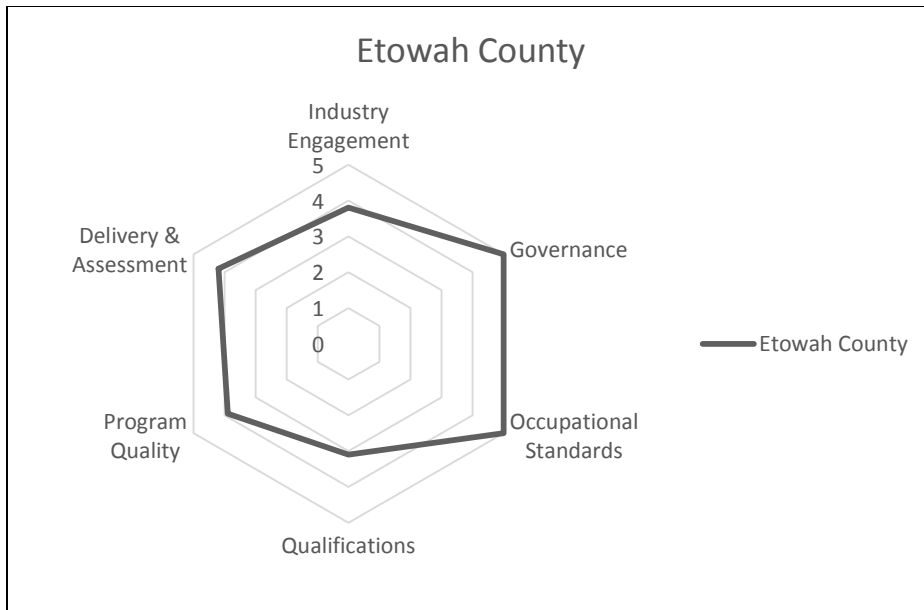 Etowah County
Industry
Engagement
5
4
3
2
1
0
Delivery &
Assessment
Governance
Etowah County
Program
Quality
Occupational
Standards
Qualifications